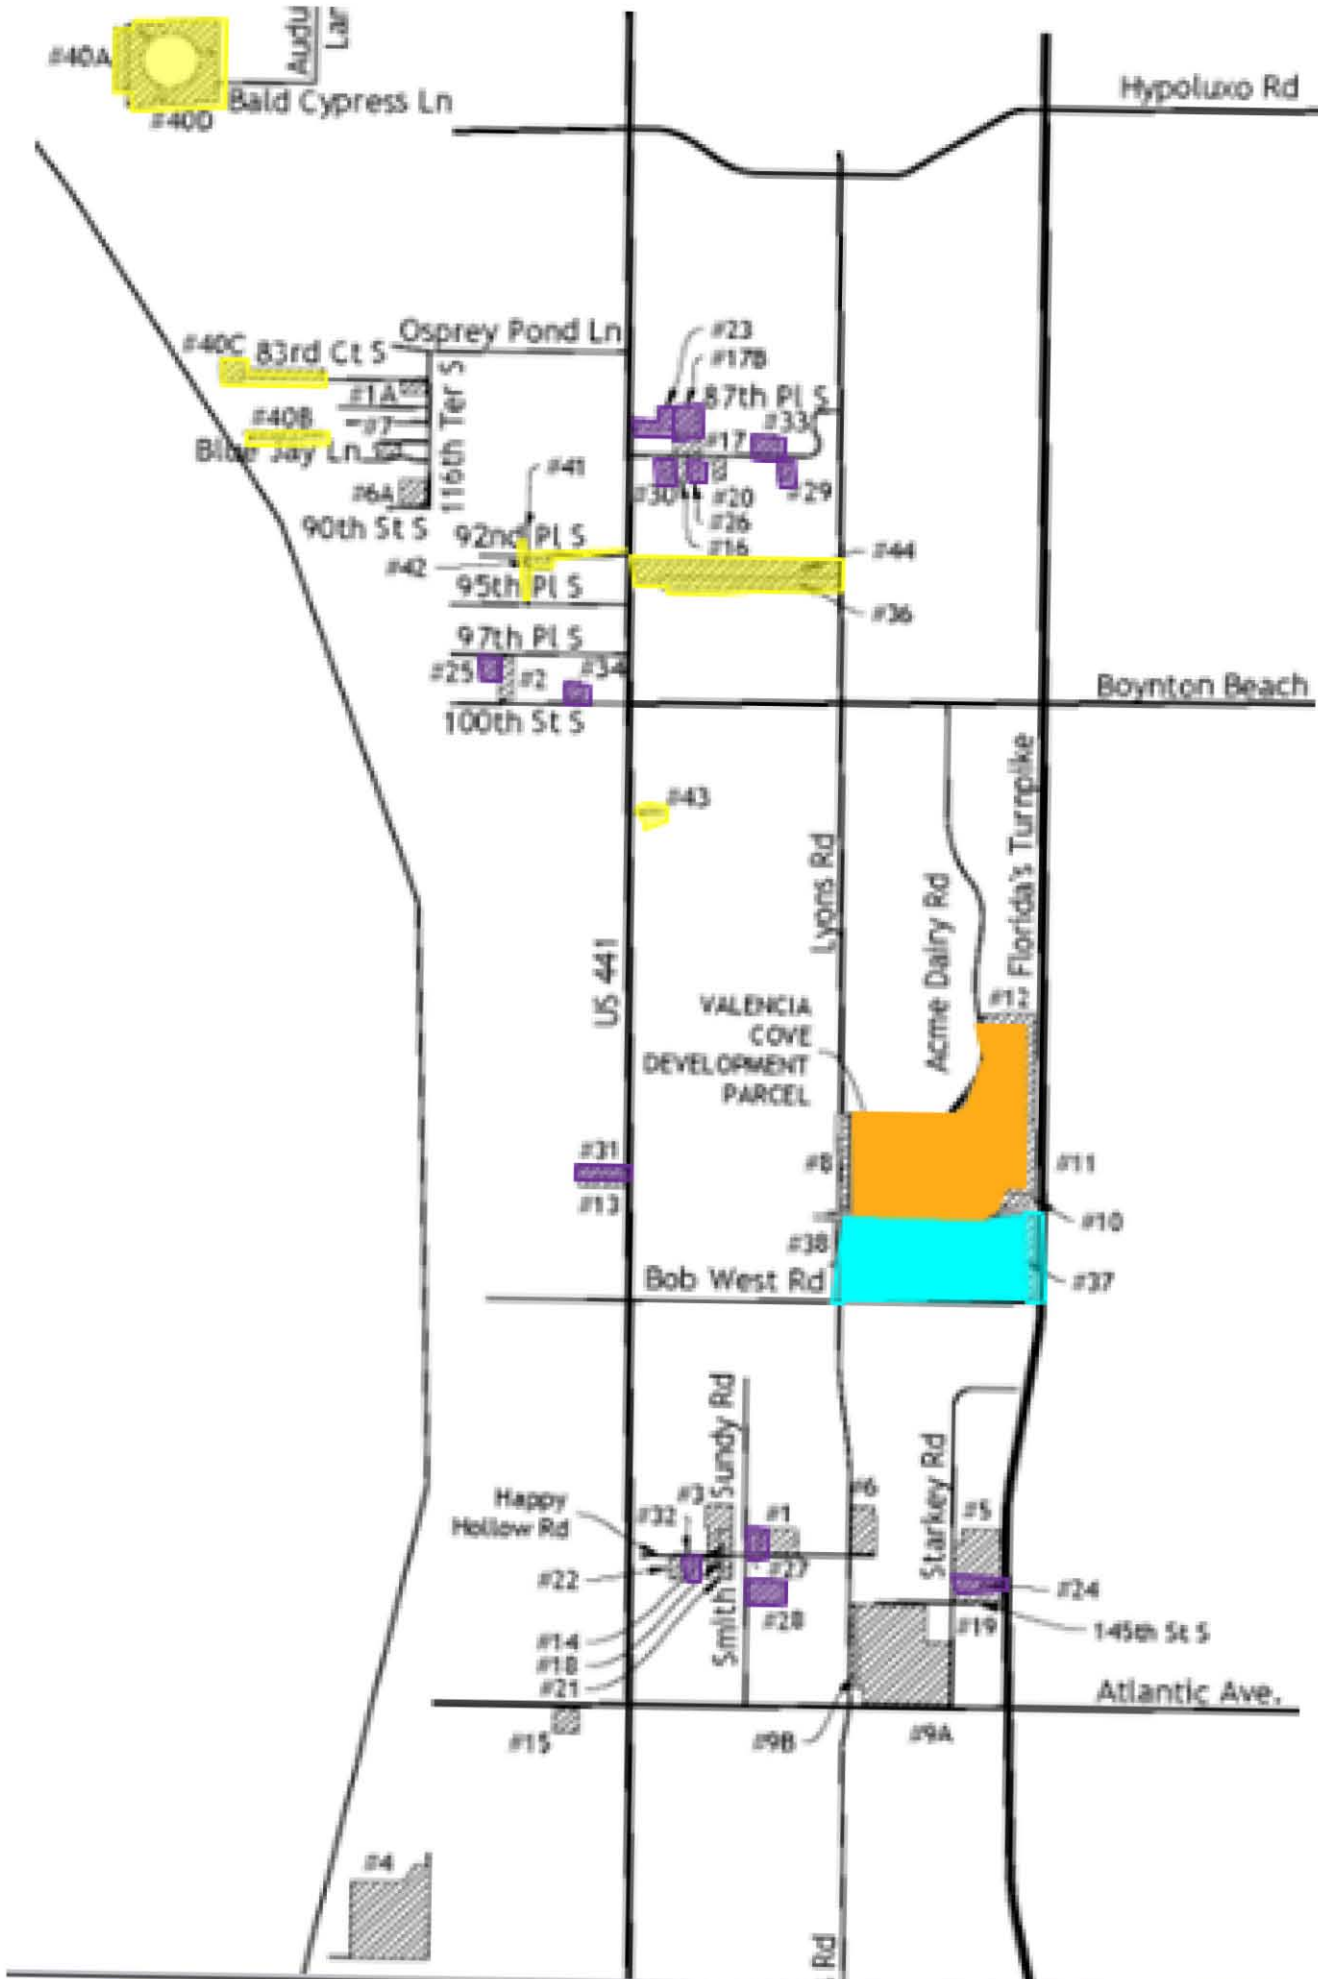 Audu
Lan
#40A
Bald Cypress Ln
#40D
Hypoluxo Rd
Osprey Pond Ln
#23
#40C
83rd Ct S
#17B
#1A
87th Pl S
#40B
#7
#33
Blue Jay Ln
116th Ter S
#17
#41
#6A
#30
#20
#29
90th St S
92nd Pl S
#26
#16
#44
#42
95th Pl S
#36
97th Pl S
#25
#2
#34
Boynton Beach
100th St S
#43
Florida's Turnpike
Lyons Rd
Acme Dairy Rd
US 441
#12
VALENCIA
COVE
DEVELOPMENT
PARCEL
#31
#8
#11
#13
#10
#38
Bob West Rd
#37
Smith Sundy Rd
Starkey Rd
Happy
Hollow Rd
#3
#32
#1
#6
#5
#22
#27
#24
#28
#19
145th St S
#14
#18
#21
Atlantic Ave.
#15
#9B
#9A
#4
Rd